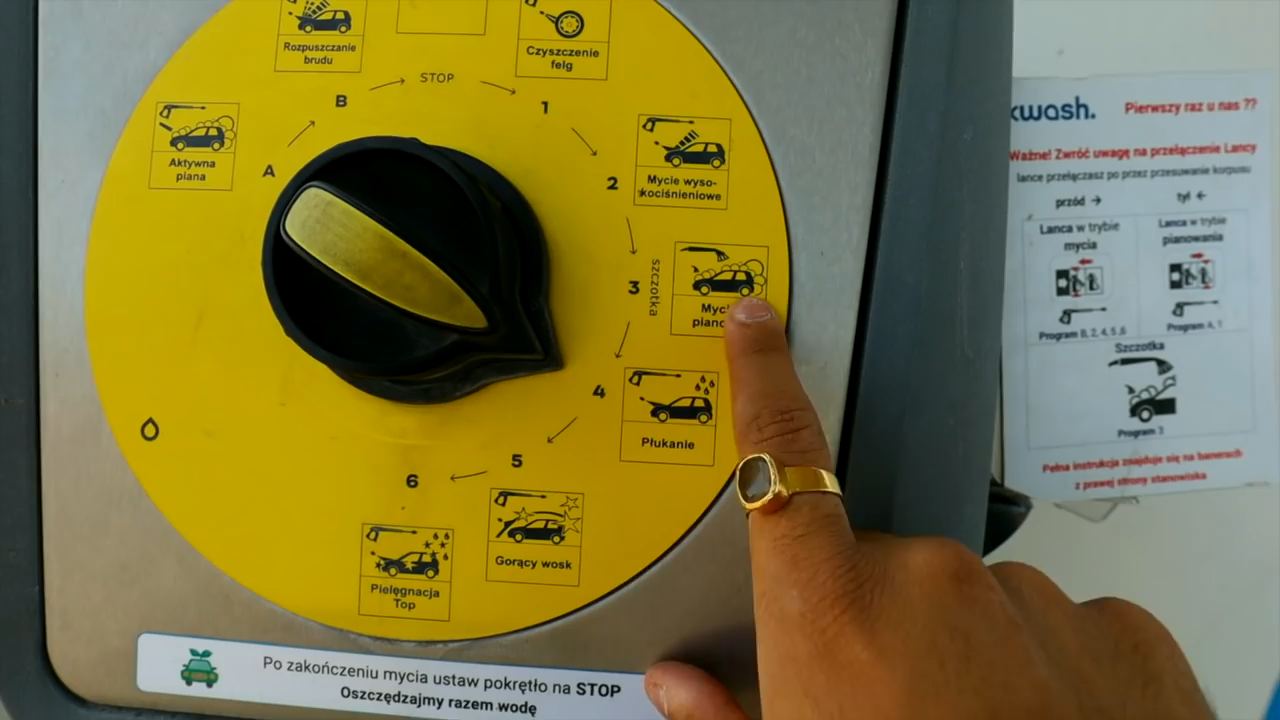 Rozpuszczanie
brudu
Czyszczenie
felg
STOP
B
1
Aktywna
piana
A
2
Mycie wyso-
kociśnieniowe
3
szczotka
4
Płukanie
5
Gorący wosk
6
Pielęgnacja
Top
Po zakończeniu mycia ustaw pokrętło na STOP
Oszczędzajmy razem wodę
wash.
Pierwszy raz u nas ??
Ważne! Zwróć uwagę na przełączenie Lancy
lance przełączasz po przez przesuwanie korpusu
przód →
tył ←
Lanca w trybie
mycia
Lanca w trybie
pianowania
Program B, 2, 4, 5, 6
Program A, 1
Szczotka
Program 3
Pełna instrukcja znajduje się na banerach
z prawej strony stanowiska